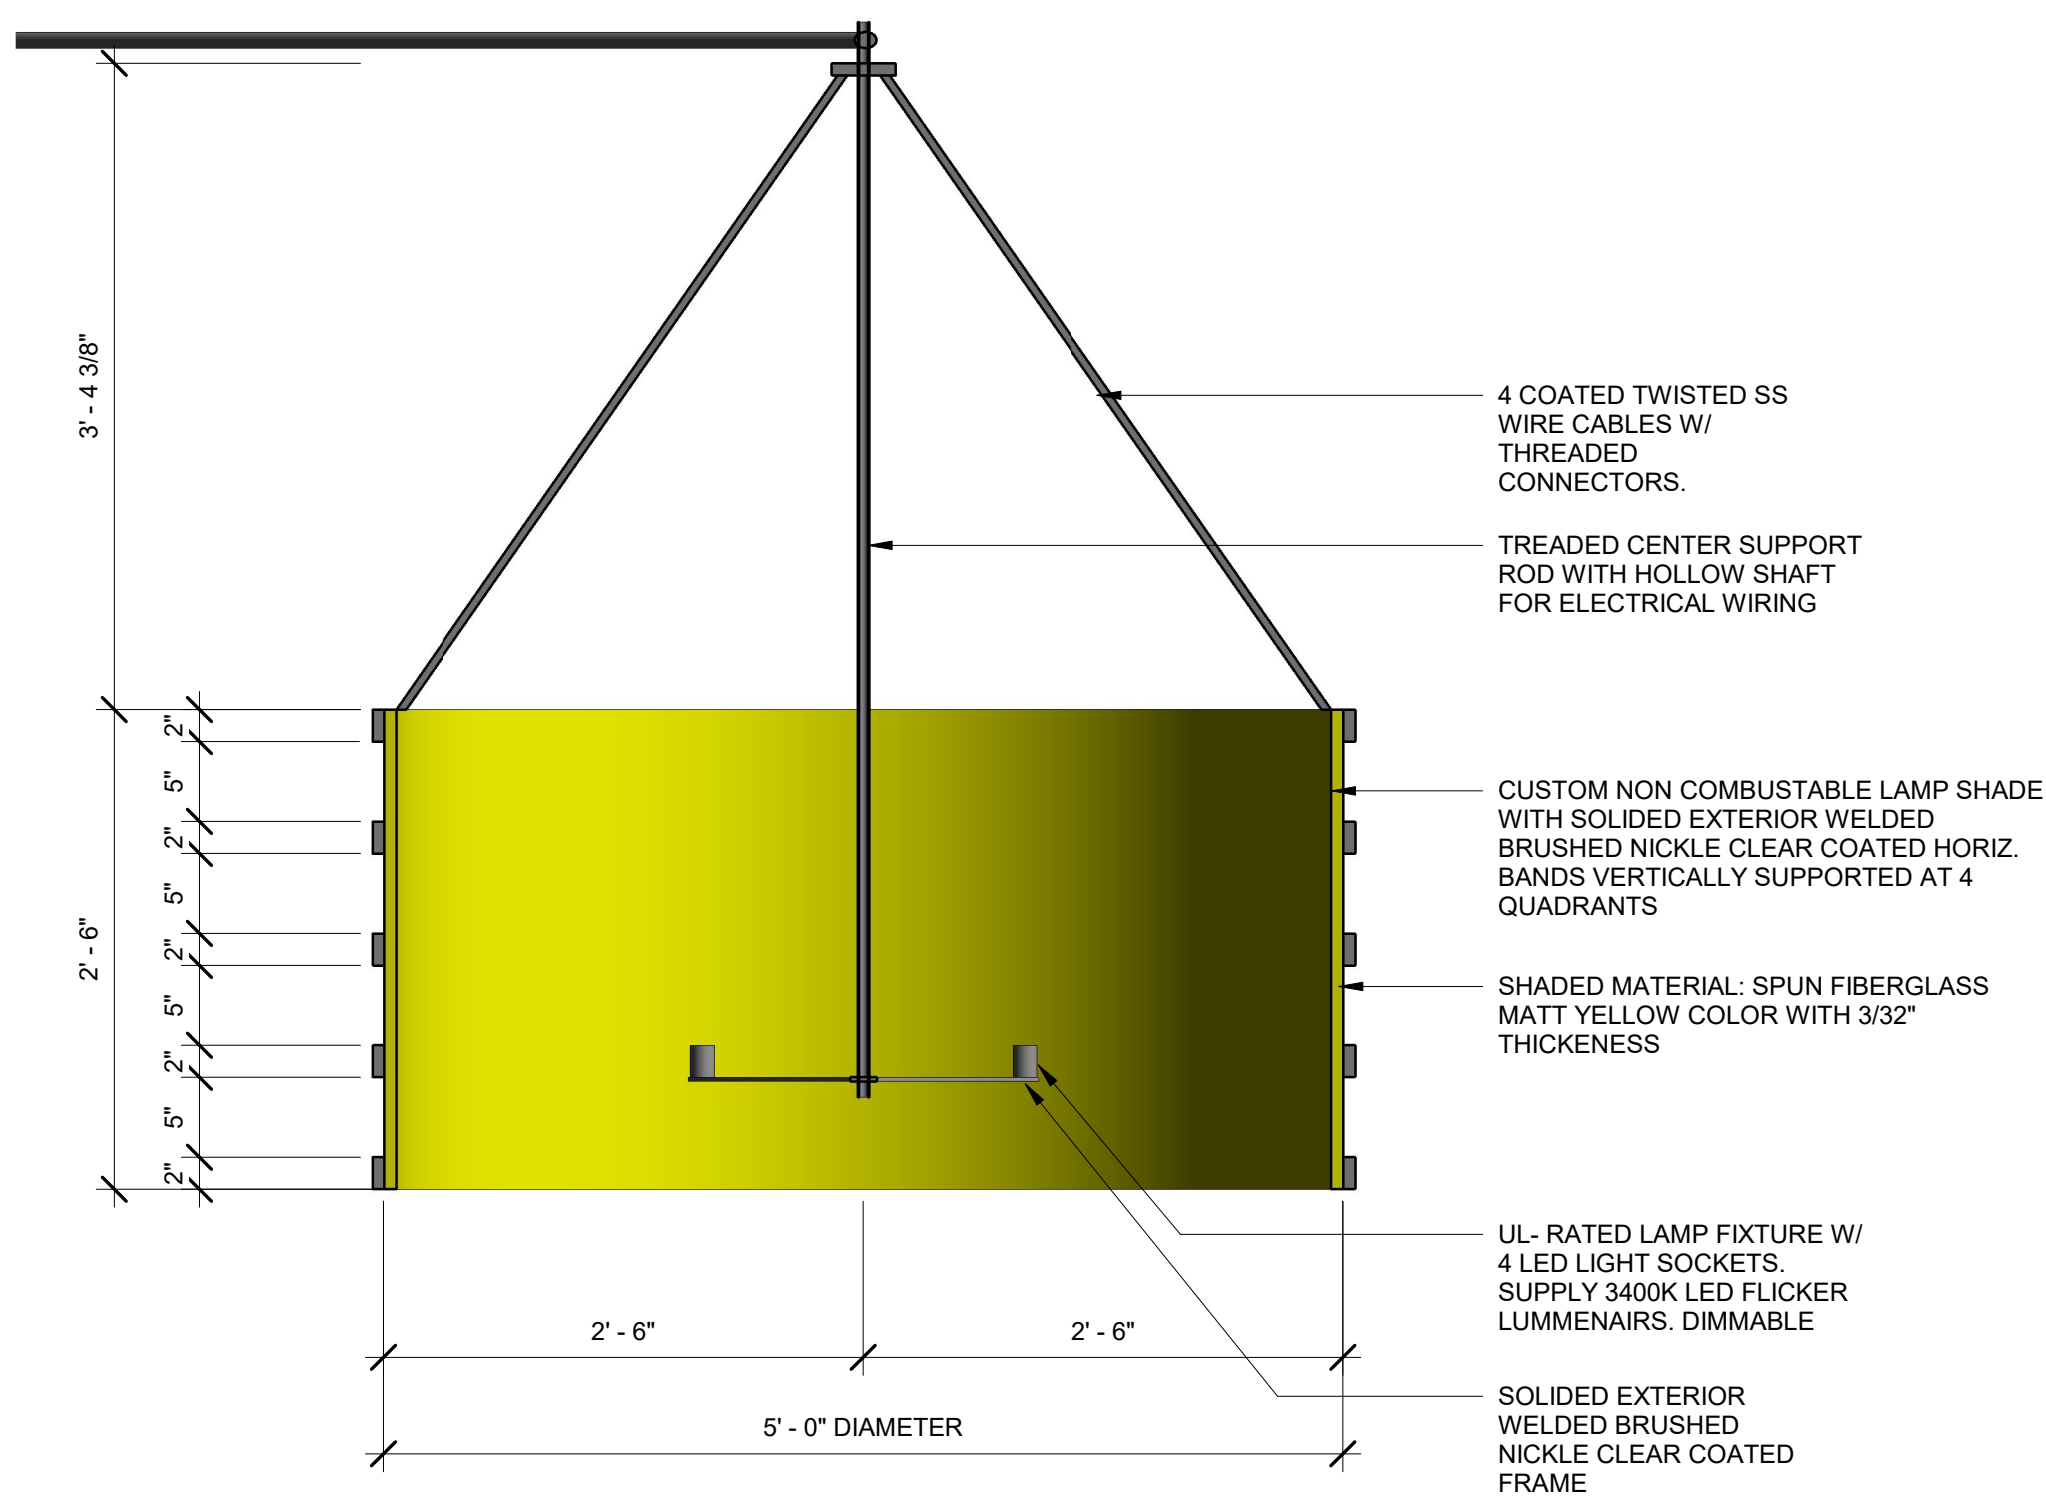 3' - 4 3/8"
2' - 6"
2"
5"
2"
5"
2"
5"
2"
5"
2"
4 COATED TWISTED SS
WIRE CABLES W/
THREADED
CONNECTORS.
TREADED CENTER SUPPORT
ROD WITH HOLLOW SHAFT
FOR ELECTRICAL WIRING
CUSTOM NON COMBUSTABLE LAMP SHADE
WITH SOLIDED EXTERIOR WELDED
BRUSHED NICKLE CLEAR COATED HORIZ.
BANDS VERTICALLY SUPPORTED AT 4
QUADRANTS
SHADED MATERIAL: SPUN FIBERGLASS
MATT YELLOW COLOR WITH 3/32"
THICKENESS
UL- RATED LAMP FIXTURE W/
4 LED LIGHT SOCKETS.
SUPPLY 3400K LED FLICKER
LUMMENAIRS. DIMMABLE
SOLIDED EXTERIOR
WELDED BRUSHED
NICKLE CLEAR COATED
FRAME
2' - 6"
2' - 6"
5' - 0" DIAMETER